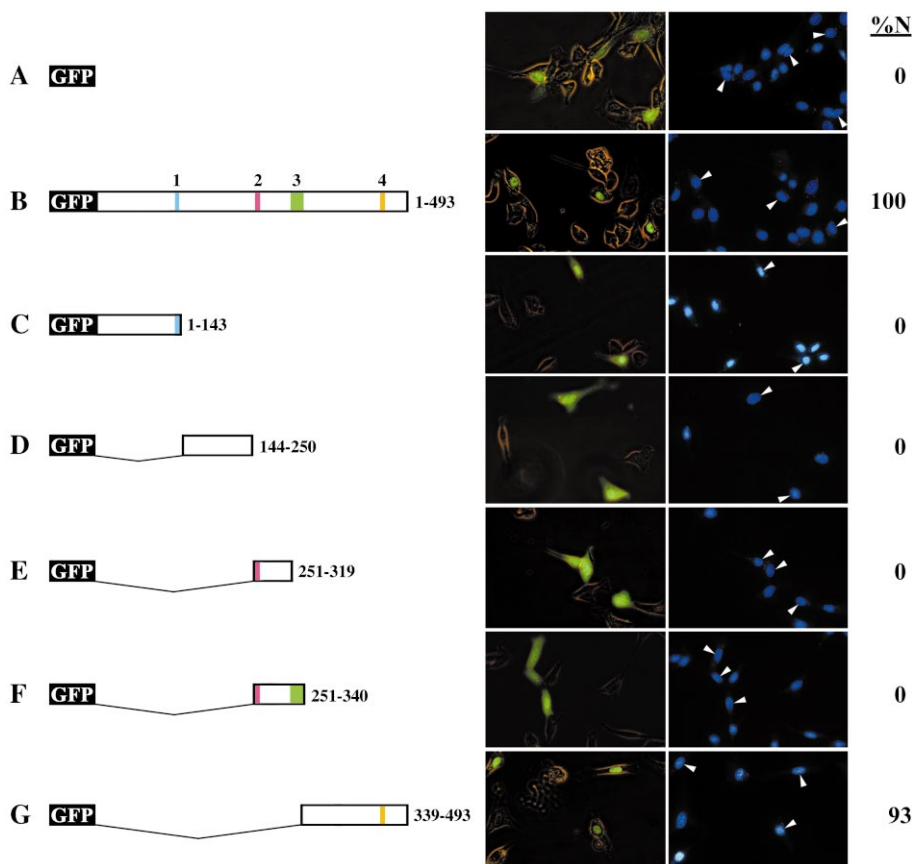 %N
A GFP 0
1 2 3 4
B GFP 1-493 100
C GFP 1-143 0
D GFP 144-250 0
E GFP 251-319 0
F GFP 251-340 0
G GFP 339-493 93